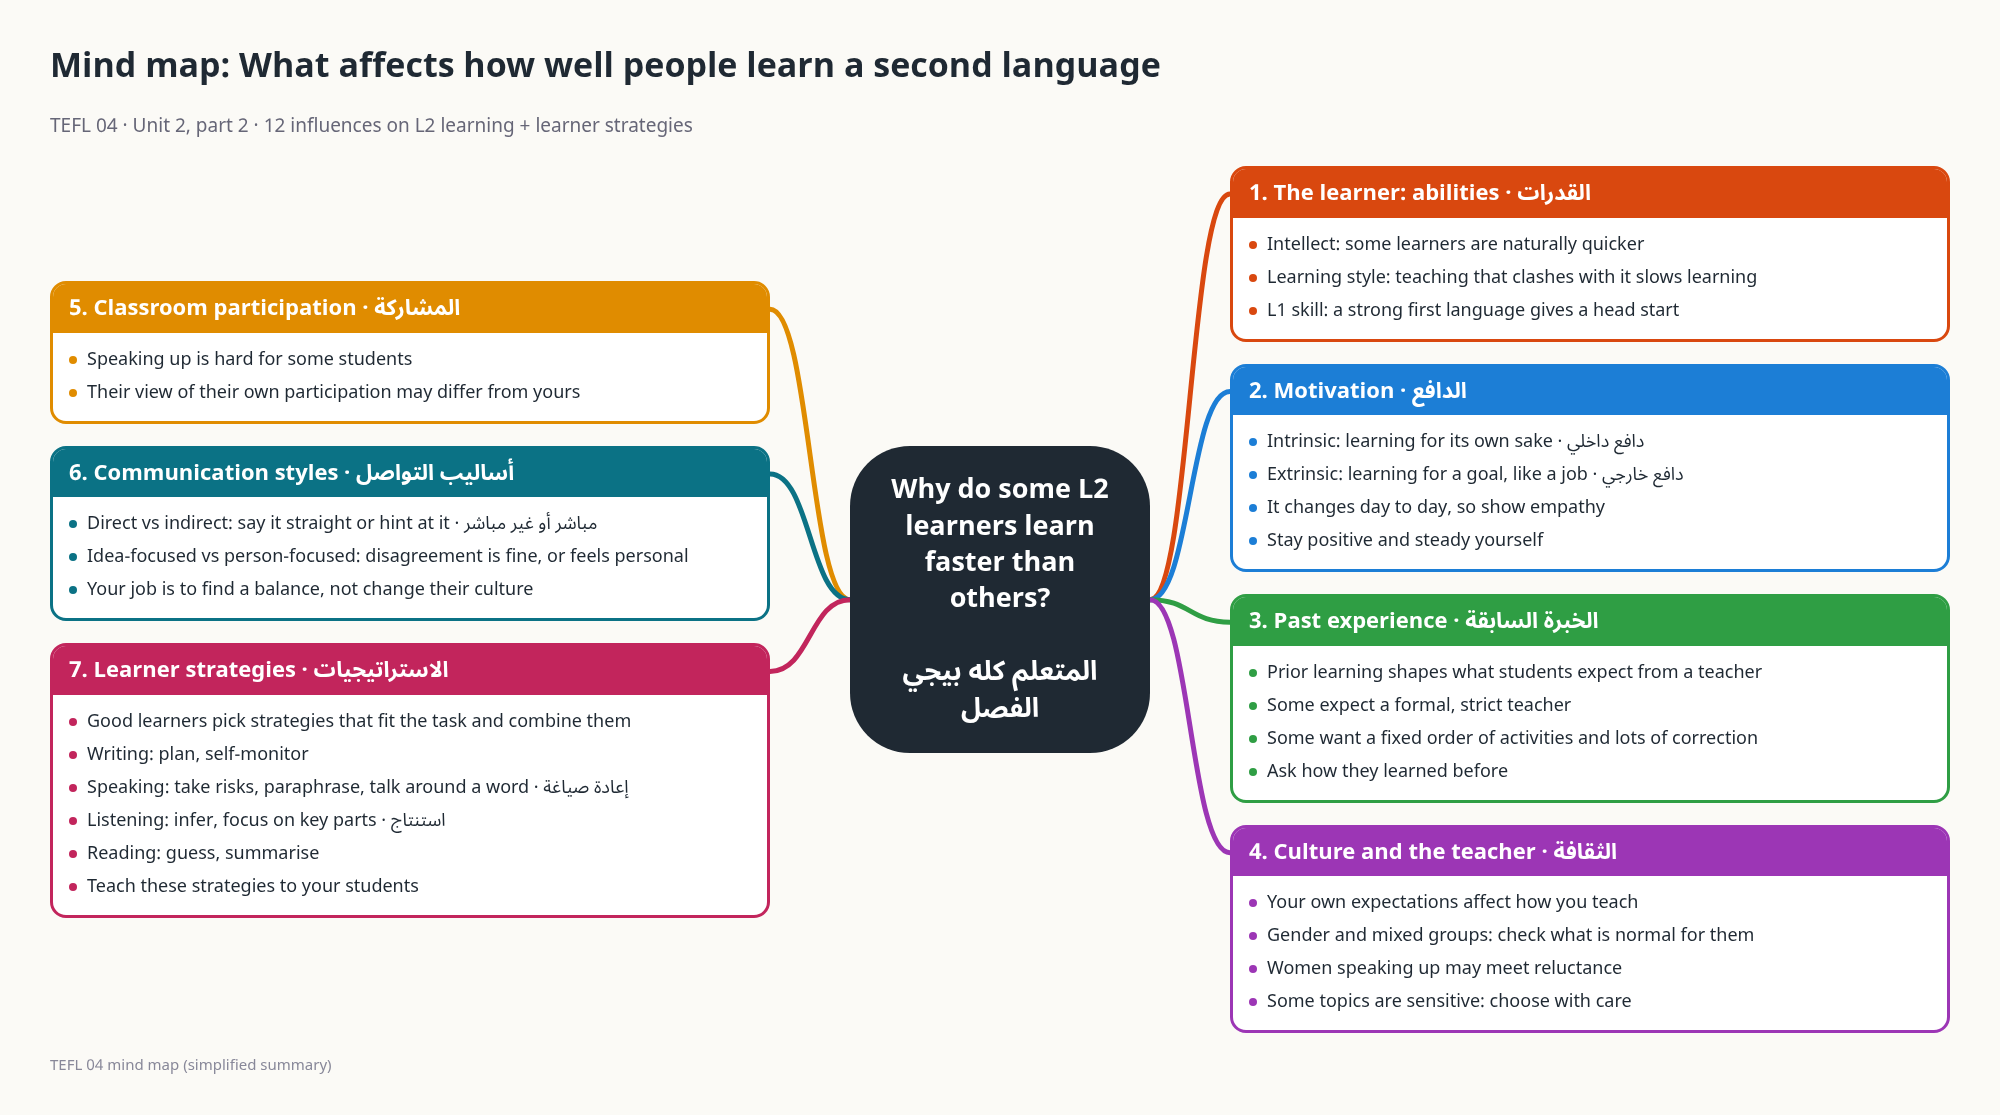 Mind map: What affects how well people learn a second language
TEFL 04 · Unit 2, part 2 · 12 influences on L2 learning + learner strategies
1. The learner: abilities · القدرات
Intellect: some learners are naturally quicker
Learning style: teaching that clashes with it slows learning
L1 skill: a strong first language gives a head start
2. Motivation · الدافع
Intrinsic: learning for its own sake · دافع داخلي
Extrinsic: learning for a goal, like a job · دافع خارجي
It changes day to day, so show empathy
Stay positive and steady yourself
3. Past experience · الخبرة السابقة
Prior learning shapes what students expect from a teacher
Some expect a formal, strict teacher
Some want a fixed order of activities and lots of correction
Ask how they learned before
4. Culture and the teacher · الثقافة
Your own expectations affect how you teach
Gender and mixed groups: check what is normal for them
Women speaking up may meet reluctance
Some topics are sensitive: choose with care
5. Classroom participation · المشاركة
Speaking up is hard for some students
Their view of their own participation may differ from yours
6. Communication styles · أساليب التواصل
Direct vs indirect: say it straight or hint at it · مباشر أو غير مباشر
Idea-focused vs person-focused: disagreement is fine, or feels personal
Your job is to find a balance, not change their culture
7. Learner strategies · الاستراتيجيات
Good learners pick strategies that fit the task and combine them
Writing: plan, self-monitor
Speaking: take risks, paraphrase, talk around a word · إعادة صياغة
Listening: infer, focus on key parts · استنتاج
Reading: guess, summarise
Teach these strategies to your students
Why do some L2
learners learn
faster than
others?
المتعلم كله بيجي
الفصل
TEFL 04 mind map (simplified summary)